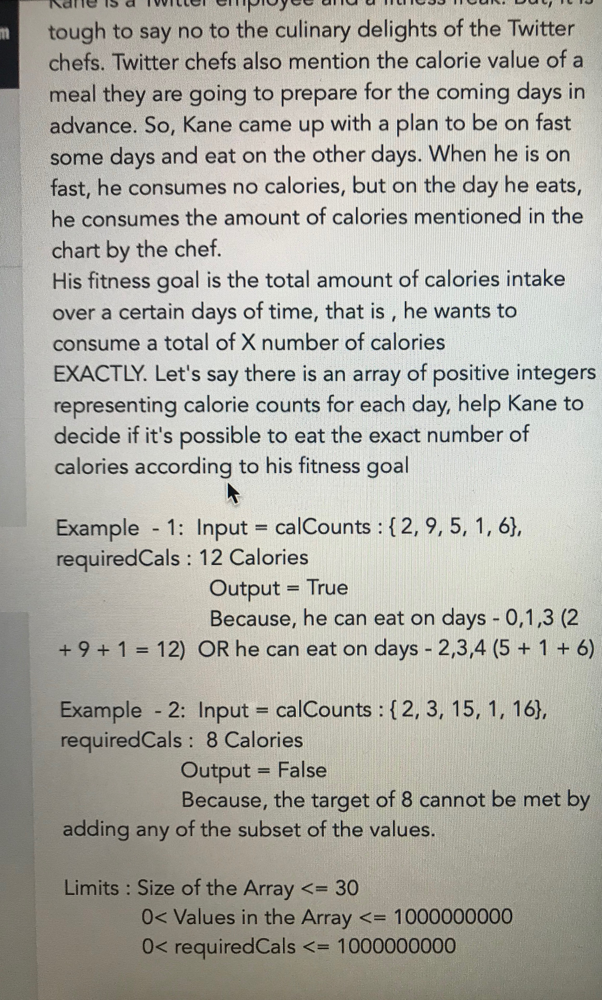 Kane is a Twitter employee and a fitness freak. But, it is
tough to say no to the culinary delights of the Twitter
chefs. Twitter chefs also mention the calorie value of a
meal they are going to prepare for the coming days in
advance. So, Kane came up with a plan to be on fast
some days and eat on the other days. When he is on
fast, he consumes no calories, but on the day he eats,
he consumes the amount of calories mentioned in the
chart by the chef.
His fitness goal is the total amount of calories intake
over a certain days of time, that is , he wants to
consume a total of X number of calories
EXACTLY. Let's say there is an array of positive integers
representing calorie counts for each day, help Kane to
decide if it's possible to eat the exact number of
calories according to his fitness goal
Example - 1: Input = calCounts : { 2, 9, 5, 1, 6},
requiredCals : 12 Calories
Output = True
Because, he can eat on days - 0,1,3 (2
+ 9 + 1 = 12) OR he can eat on days - 2,3,4 (5 + 1 + 6)
Example - 2: Input = calCounts : { 2, 3, 15, 1, 16},
requiredCals : 8 Calories
Output = False
Because, the target of 8 cannot be met by
adding any of the subset of the values.
Limits : Size of the Array <= 30
0< Values in the Array <= 1000000000
0< requiredCals <= 1000000000